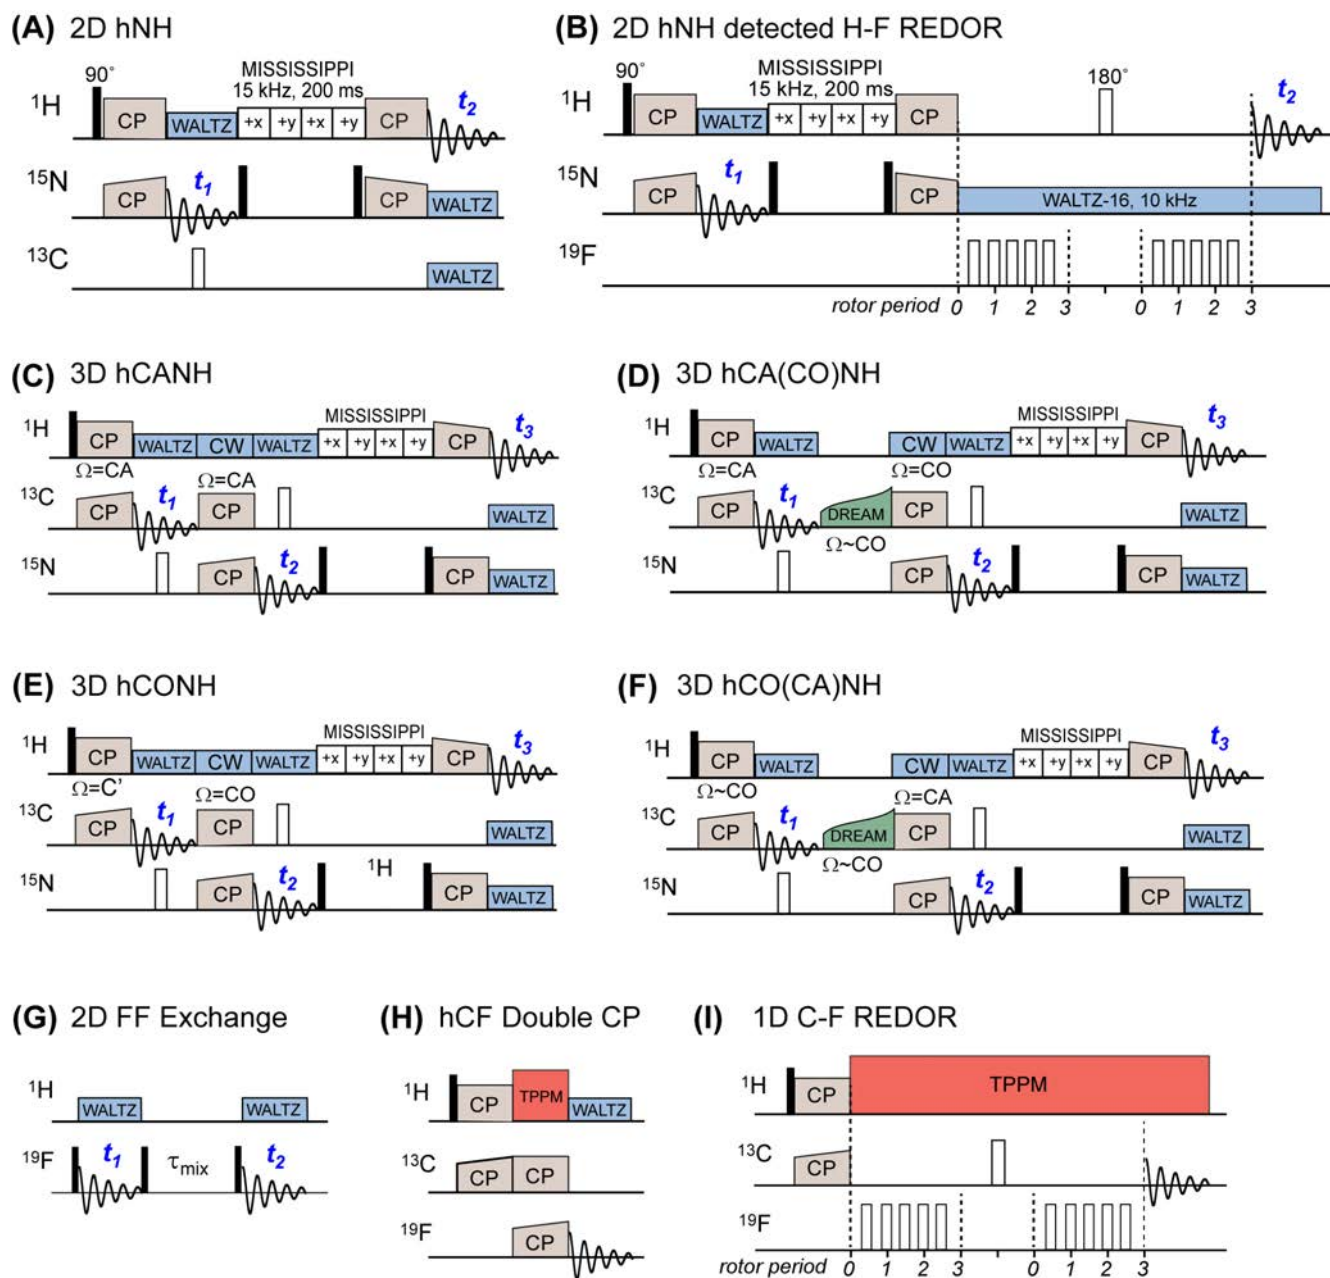 (A) 2D hNH
90°
MISSISSIPPI
15 kHz, 200 ms
¹H CP WALTZ +x +y +x +y CP t₂
¹⁵N CP t₁ CP WALTZ
¹³C WALTZ
(B) 2D hNH detected H-F REDOR
90°
MISSISSIPPI
15 kHz, 200 ms
180°
¹H CP WALTZ +x +y +x +y CP t₂
¹⁵N CP t₁ CP WALTZ-16, 10 kHz
¹⁹F
rotor period 0 1 2 3 0 1 2 3
(C) 3D hCANH
MISSISSIPPI
¹H CP WALTZ CW WALTZ +x +y +x +y CP t₃
Ω=CA Ω=CA
¹³C CP t₁ CP WALTZ
¹⁵N CP t₂ CP WALTZ
(D) 3D hCA(CO)NH
MISSISSIPPI
¹H CP WALTZ CW WALTZ +x +y +x +y CP t₃
Ω=CA Ω=CO
¹³C CP t₁ DREAM CP WALTZ
Ω~CO
¹⁵N CP t₂ CP WALTZ
(E) 3D hCONH
MISSISSIPPI
¹H CP WALTZ CW WALTZ +x +y +x +y CP t₃
Ω=C' Ω=CO
¹³C CP t₁ CP WALTZ
¹H
¹⁵N CP t₂ CP WALTZ
(F) 3D hCO(CA)NH
MISSISSIPPI
¹H CP WALTZ CW WALTZ +x +y +x +y CP t₃
Ω~CO Ω=CA
¹³C CP t₁ DREAM CP WALTZ
Ω~CO
¹⁵N CP t₂ CP WALTZ
(G) 2D FF Exchange
¹H WALTZ WALTZ
¹⁹F t₁ τmix t₂
(H) hCF Double CP
¹H CP TPPM WALTZ
¹³C CP CP
¹⁹F CP
(I) 1D C-F REDOR
¹H CP TPPM
¹³C CP
¹⁹F
rotor period 0 1 2 3 0 1 2 3